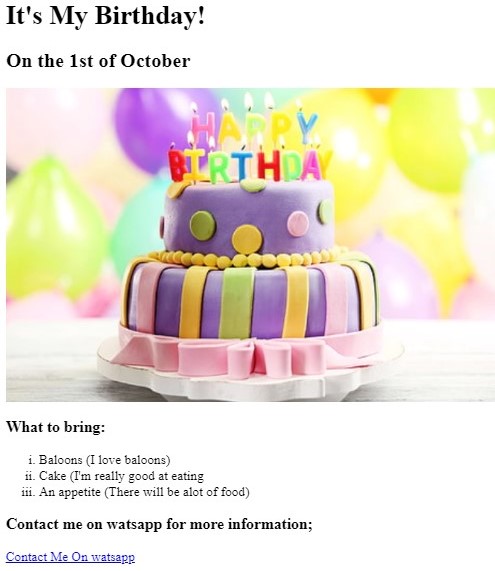 It's My Birthday!
On the 1st of October
HAPPY
BIRTHDAY
What to bring:
i. Baloons (I love baloons)
ii. Cake (I'm really good at eating
iii. An appetite (There will be alot of food)
Contact me on watsapp for more information;
Contact Me On watsapp